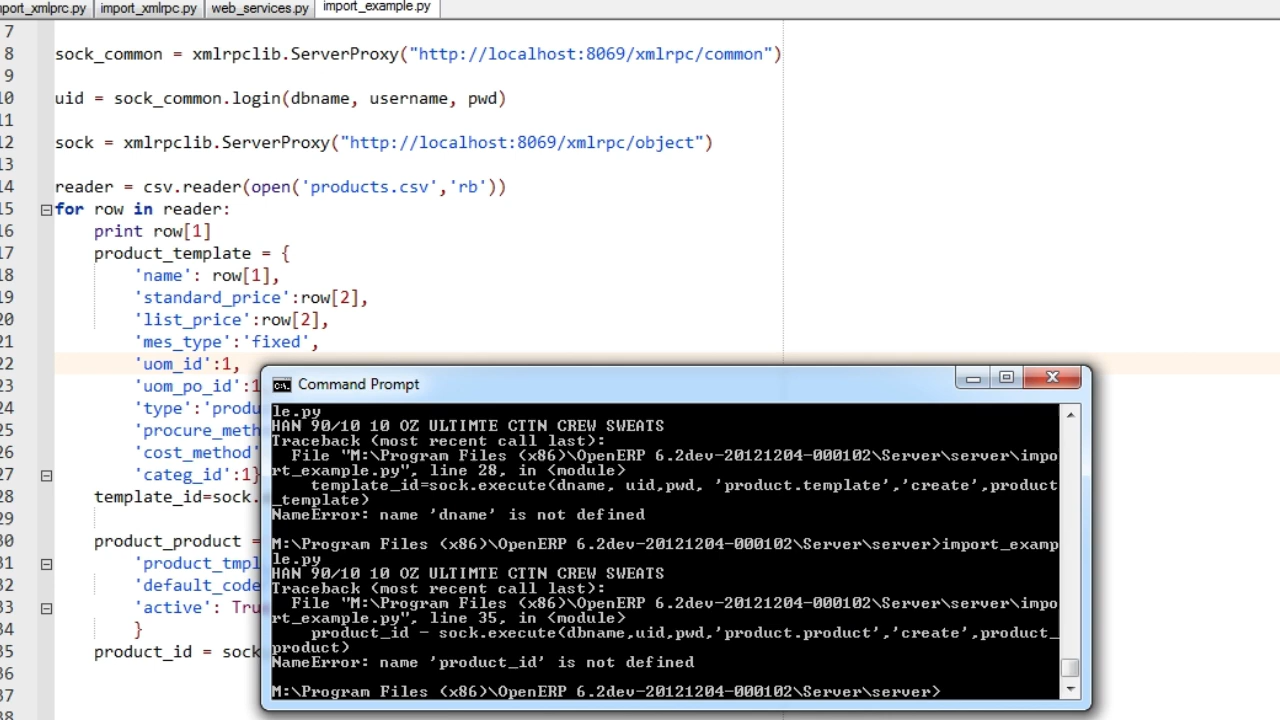 port_xmlprc.py import_xmlrpc.py web_services.py import_example.py
7
8 sock_common = xmlrpclib.ServerProxy("http://localhost:8069/xmlrpc/common")
9
10 uid = sock_common.login(dbname, username, pwd)
11
12 sock = xmlrpclib.ServerProxy("http://localhost:8069/xmlrpc/object")
13
14 reader = csv.reader(open('products.csv','rb'))
15 for row in reader:
16 print row[1]
17 product_template = {
18 'name': row[1],
19 'standard_price':row[2],
20 'list_price':row[2],
21 'mes_type':'fixed',
22 'uom_id':1,
23 'uom_po_id':1
24 'type':'produ
25 'procure_meth
26 'cost_method'
27 'categ_id':1}
28 template_id=sock.
29
30 product_product =
31 'product_tmpl
32 'default_code
33 'active': Tru
34 }
35 product_id = sock
36
37
38
Command Prompt
le.py
HAN 90/10 10 OZ ULTIMTE CTTN CREW SWEATS
Traceback (most recent call last):
File "M:\Program Files (x86)\OpenERP 6.2dev-20121204-000102\Server\server\impo
rt_example.py", line 28, in <module>
template_id=sock.execute(dname, uid,pwd, 'product.template','create',product
_template)
NameError: name 'dname' is not defined
M:\Program Files (x86)\OpenERP 6.2dev-20121204-000102\Server\server>import_examp
le.py
HAN 90/10 10 OZ ULTIMTE CTTN CREW SWEATS
Traceback (most recent call last):
File "M:\Program Files (x86)\OpenERP 6.2dev-20121204-000102\Server\server\impo
rt_example.py", line 35, in <module>
product_id - sock.execute(dbname,uid,pwd,'product.product','create',product_
product)
NameError: name 'product_id' is not defined
M:\Program Files (x86)\OpenERP 6.2dev-20121204-000102\Server\server>